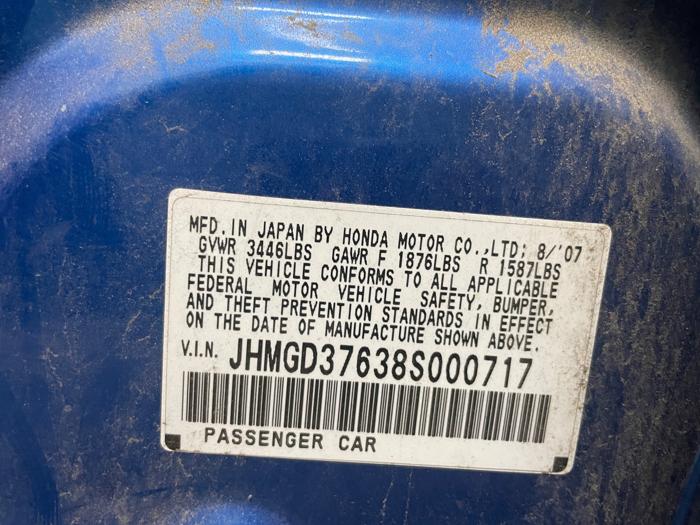 MFD. IN JAPAN BY HONDA MOTOR CO.,LTD; 8/'07
GVWR 3446LBS GAWR F 1876LBS R 1587LBS
THIS VEHICLE CONFORMS TO ALL APPLICABLE
FEDERAL MOTOR VEHICLE SAFETY, BUMPER,
AND THEFT PREVENTION STANDARDS IN EFFECT
ON THE DATE OF MANUFACTURE SHOWN ABOVE.
V.I.N. JHMGD37638S000717
PASSENGER CAR